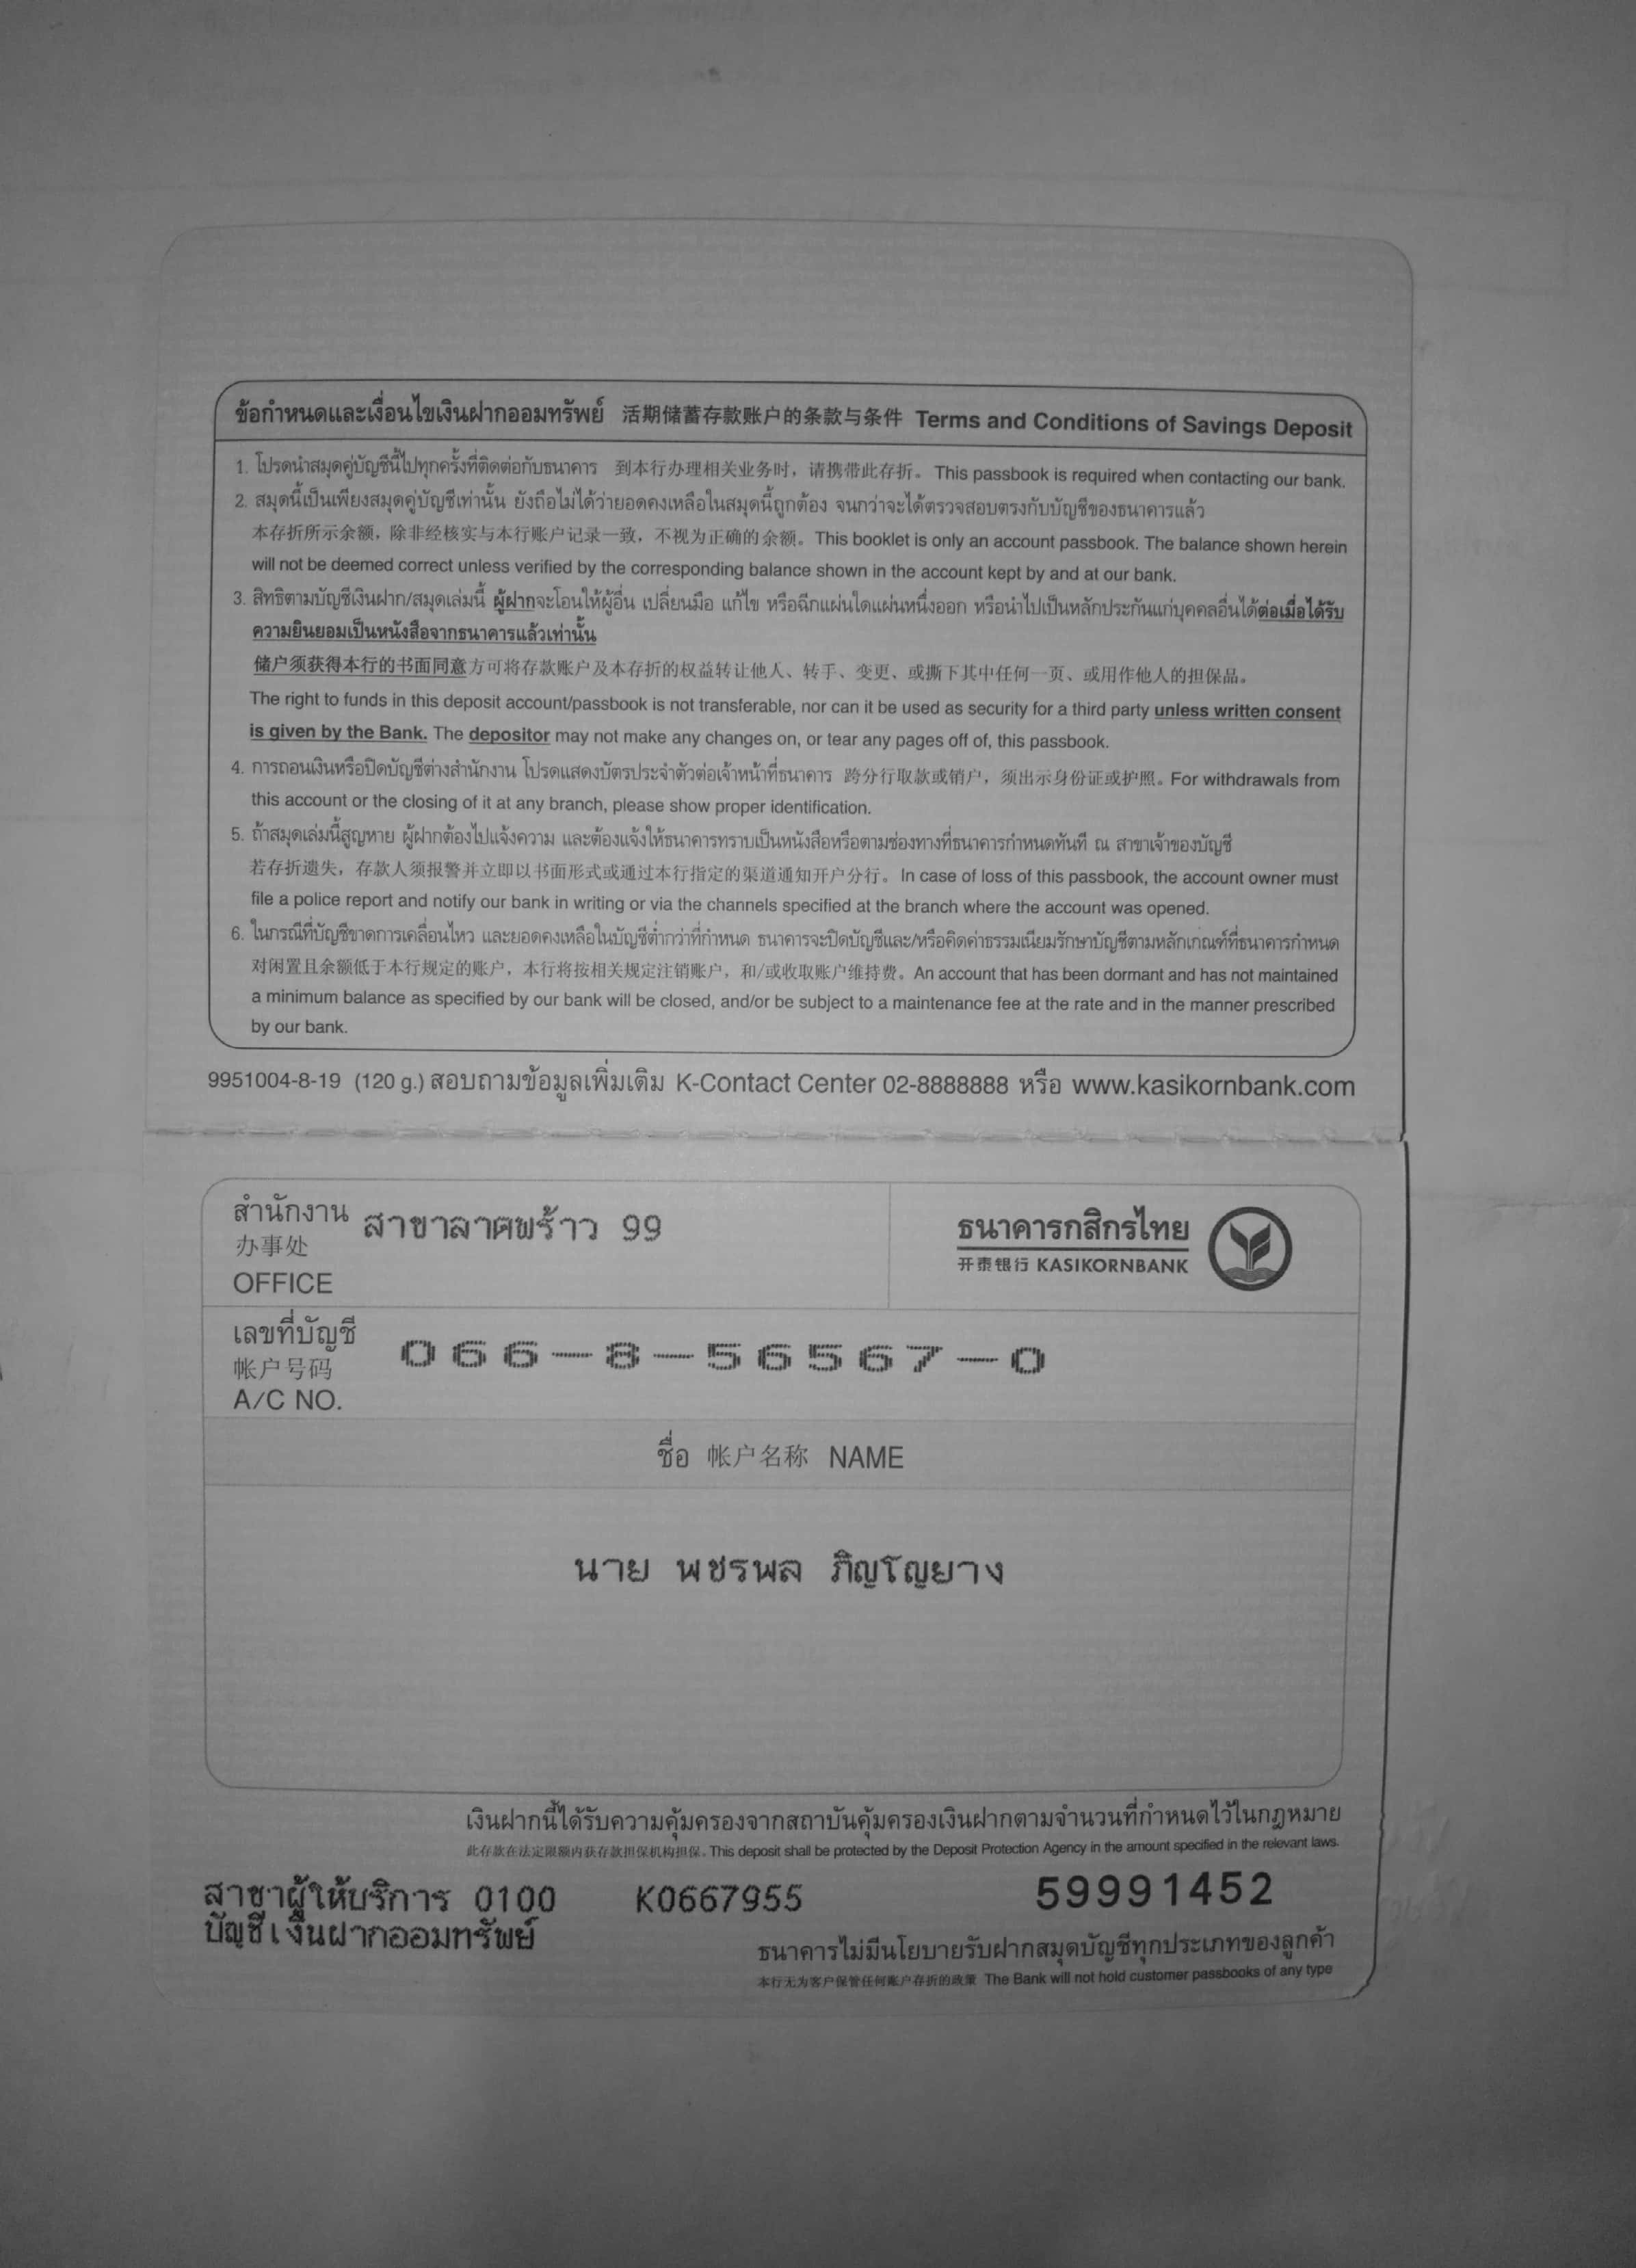 ข้อกำหนดและเงื่อนไขเงินฝากออมทรัพย์ 活期储蓄存款账户的条款与条件 Terms and Conditions of Savings Deposit
1. โปรดนำสมุดคู่บัญชีนี้ไปทุกครั้งที่ติดต่อกับธนาคาร 到本行办理相关业务时，请携带此存折。This passbook is required when contacting our bank.
2. สมุดนี้เป็นเพียงสมุดคู่บัญชีเท่านั้น ยังถือไม่ได้ว่ายอดคงเหลือในสมุดนี้ถูกต้อง จนกว่าจะได้ตรวจสอบตรงกับบัญชีของธนาคารแล้ว
本存折所示余额，除非经核实与本行账户记录一致，不视为正确的余额。This booklet is only an account passbook. The balance shown herein
will not be deemed correct unless verified by the corresponding balance shown in the account kept by and at our bank.
3. สิทธิตามบัญชีเงินฝาก/สมุดเล่มนี้ ผู้ฝากจะโอนให้ผู้อื่น เปลี่ยนมือ แก้ไข หรือฉีกแผ่นใดแผ่นหนึ่งออก หรือนำไปเป็นหลักประกันแก่บุคคลอื่นได้ต่อเมื่อได้รับ
ความยินยอมเป็นหนังสือจากธนาคารแล้วเท่านั้น
储户须获得本行的书面同意方可将存款账户及本存折的权益转让他人、转手、变更、或撕下其中任何一页、或用作他人的担保品。
The right to funds in this deposit account/passbook is not transferable, nor can it be used as security for a third party unless written consent
is given by the Bank. The depositor may not make any changes on, or tear any pages off of, this passbook.
4. การถอนเงินหรือปิดบัญชีต่างสำนักงาน โปรดแสดงบัตรประจำตัวต่อเจ้าหน้าที่ธนาคาร 跨分行取款或销户，须出示身份证或护照。For withdrawals from
this account or the closing of it at any branch, please show proper identification.
5. ถ้าสมุดเล่มนี้สูญหาย ผู้ฝากต้องไปแจ้งความ และต้องแจ้งให้ธนาคารทราบเป็นหนังสือหรือตามช่องทางที่ธนาคารกำหนดทันที ณ สาขาเจ้าของบัญชี
若存折遗失，存款人须报警并立即以书面形式或通过本行指定的渠道通知开户分行。In case of loss of this passbook, the account owner must
file a police report and notify our bank in writing or via the channels specified at the branch where the account was opened.
6. ในกรณีที่บัญชีขาดการเคลื่อนไหว และยอดคงเหลือในบัญชีต่ำกว่าที่กำหนด ธนาคารจะปิดบัญชีและ/หรือคิดค่าธรรมเนียมรักษาบัญชีตามหลักเกณฑ์ที่ธนาคารกำหนด
对闲置且余额低于本行规定的账户，本行将按相关规定注销账户，和/或收取账户维持费。An account that has been dormant and has not maintained
a minimum balance as specified by our bank will be closed, and/or be subject to a maintenance fee at the rate and in the manner prescribed
by our bank.
9951004-8-19 (120 g.) สอบถามข้อมูลเพิ่มเติม K-Contact Center 02-8888888 หรือ www.kasikornbank.com
สำนักงาน สาขาลาดพร้าว 99
办事处
OFFICE
ธนาคารกสิกรไทย
开泰银行 KASIKORNBANK
เลขที่บัญชี
帐户号码 066-8-56567-0
A/C NO.
ชื่อ 帐户名称 NAME
นาย พชรพล ภิญโญยาง
เงินฝากนี้ได้รับความคุ้มครองจากสถาบันคุ้มครองเงินฝากตามจำนวนที่กำหนดไว้ในกฎหมาย
此存款在法定限额内获存款担保机构担保。This deposit shall be protected by the Deposit Protection Agency in the amount specified in the relevant laws.
สาขาผู้ให้บริการ 0100 K0667955 59991452
บัญชีเงินฝากออมทรัพย์
ธนาคารไม่มีนโยบายรับฝากสมุดบัญชีทุกประเภทของลูกค้า
本行无为客户保管任何账户存折的政策 The Bank will not hold customer passbooks of any type